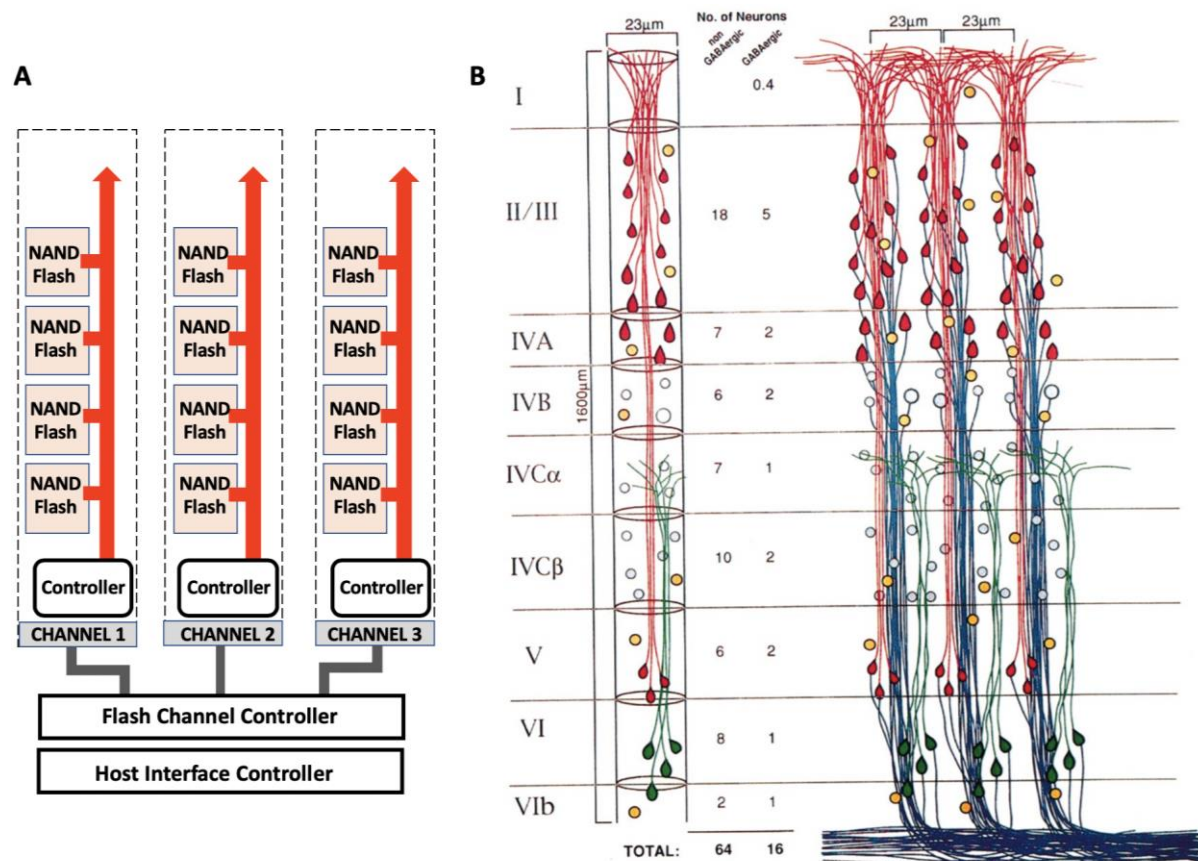 A
NAND Flash
NAND Flash
NAND Flash
NAND Flash
NAND Flash
NAND Flash
NAND Flash
NAND Flash
NAND Flash
NAND Flash
NAND Flash
NAND Flash
Controller
Controller
Controller
CHANNEL 1
CHANNEL 2
CHANNEL 3
Flash Channel Controller
Host Interface Controller
B
23μm
No. of Neurons
non GABAergic
GABAergic
23μm
23μm
1600μm
I
0.4
II/III
18 5
IVA
7 2
IVB
6 2
IVCα
7 1
IVCβ
10 2
V
6 2
VI
8 1
VIb
2 1
TOTAL: 64 16